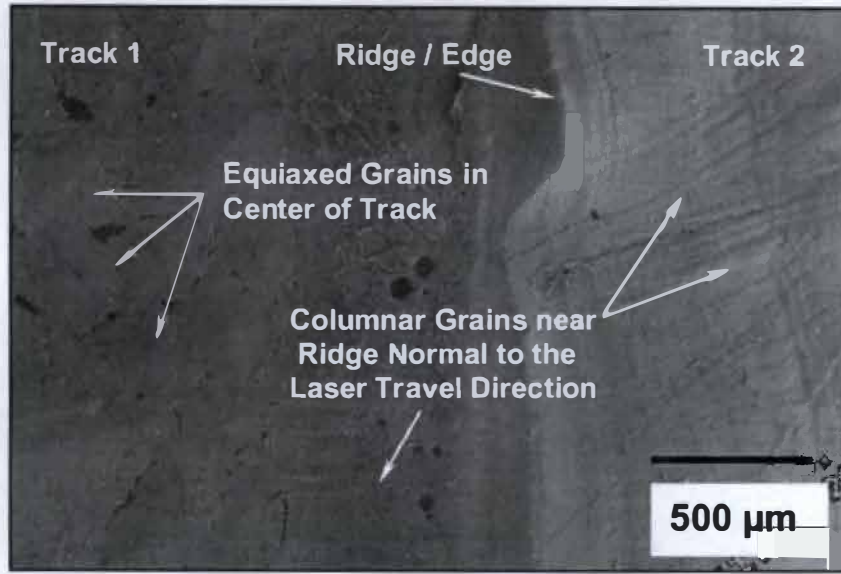 Track 1
Ridge / Edge
Track 2
Equiaxed Grains in
Center of Track
Columnar Grains near
Ridge Normal to the
Laser Travel Direction
500 μm